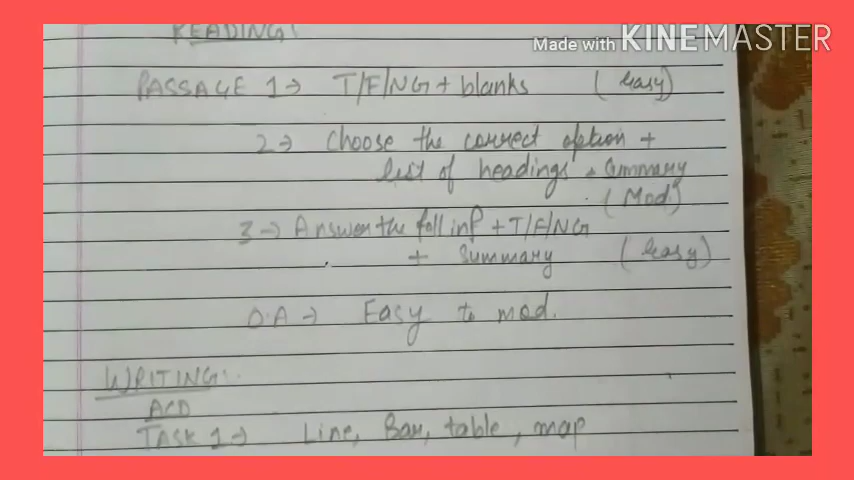 READING:
Made with KINEMASTER
PASSAGE 1→ T/F/NG + blanks (Easy)
2→ Choose the correct option +
list of headings + Summary
(Mod)
3→ Answer the foll inf + T/F/NG
+ Summary (Easy)
O.A→ Easy to mod.
WRITING:
ACD
TASK 1→ Line, Bar, table, map